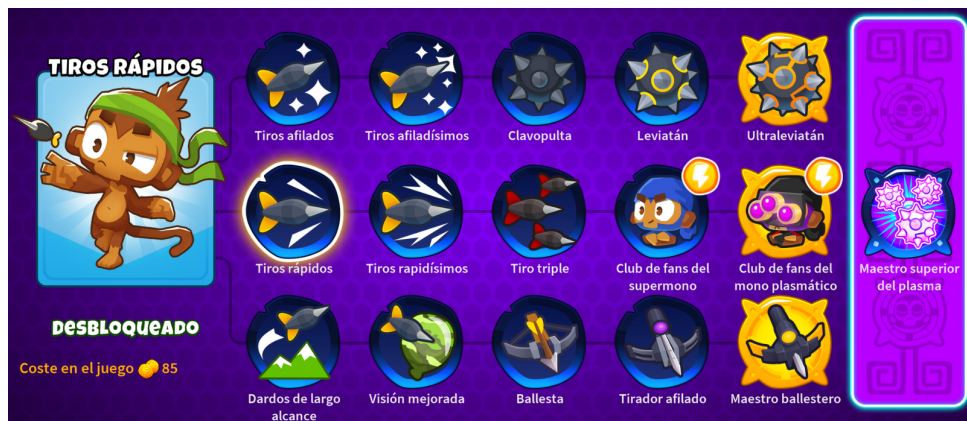 TIROS RÁPIDOS
DESBLOQUEADO
Coste en el juego 85
Tiros afilados
Tiros afiladísimos
Clavopulta
Leviatán
Ultraleviatán
Tiros rápidos
Tiros rapidísimos
Tiro triple
Club de fans del
supermono
Club de fans del
mono plasmático
Maestro superior
del plasma
Dardos de largo
alcance
Visión mejorada
Ballesta
Tirador afilado
Maestro ballestero